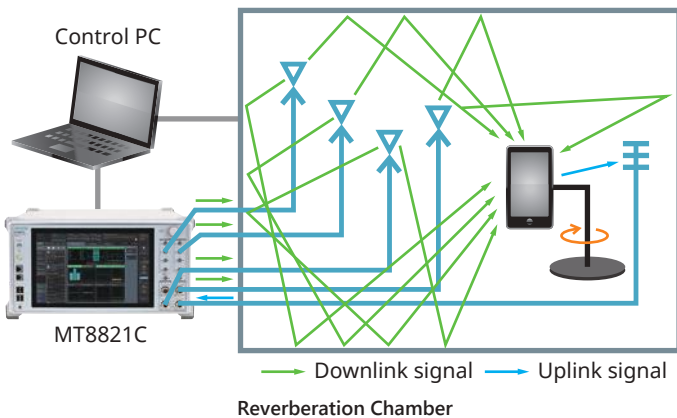 Control PC
MT8821C
Downlink signal
Uplink signal
Reverberation Chamber